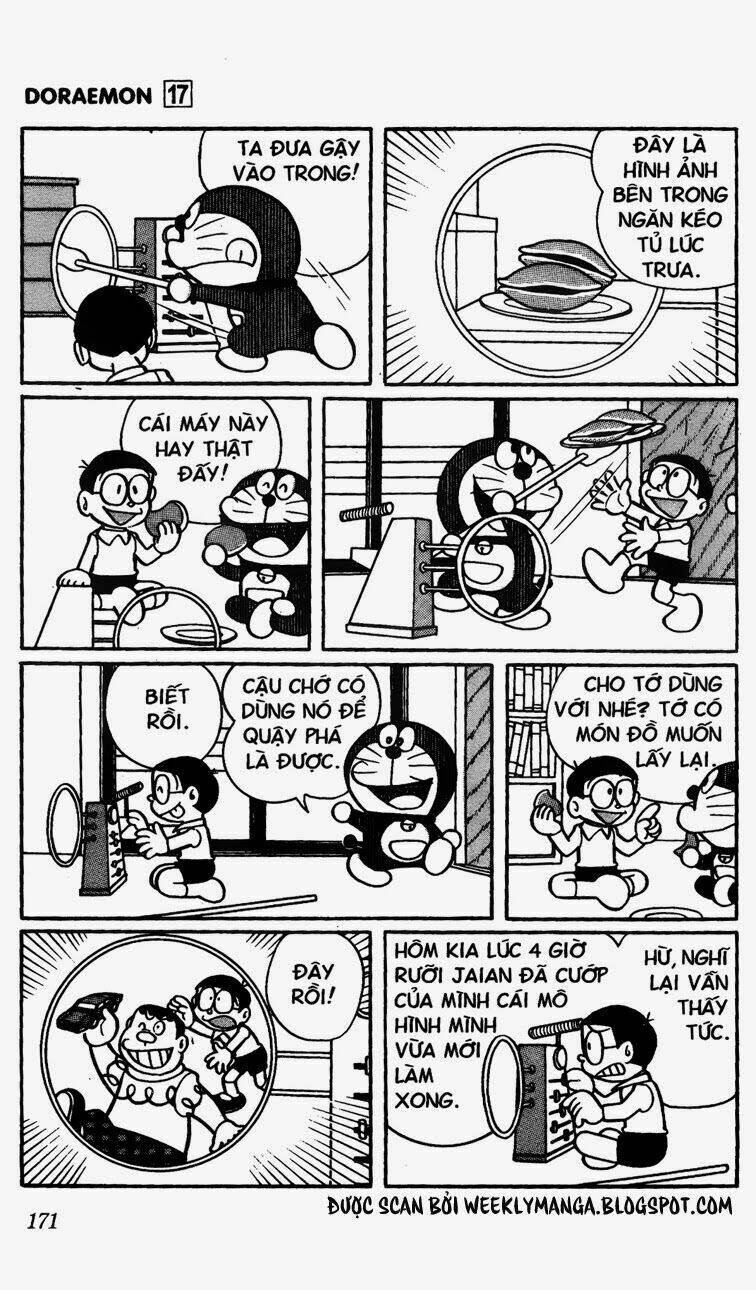 DORAEMON 17
ĐÂY LÀ
HÌNH ẢNH
BÊN TRONG
NGĂN KÉO
TỦ LÚC
TRƯA.
TA ĐƯA GẬY
VÀO TRONG!
CÁI MÁY NÀY
HAY THẬT
ĐẤY!
CHO TỚ DÙNG
VỚI NHÉ? TỚ CÓ
MÓN ĐỒ MUỐN
LẤY LẠI.
CẬU CHỚ CÓ
DÙNG NÓ ĐỂ
QUẬY PHÁ
LÀ ĐƯỢC.
BIẾT
RỒI.
HỪ, NGHĨ
LẠI VẪN
THẤY
TỨC.
HÔM KIA LÚC 4 GIỜ
RƯỠI JAIAN ĐÃ CƯỚP
CỦA MÌNH CÁI MÔ
HÌNH MÌNH
VỪA MỚI
LÀM
XONG.
ĐÂY
RỒI!
ĐƯỢC SCAN BỞI WEEKLYMANGA.BLOGSPOT.COM
171